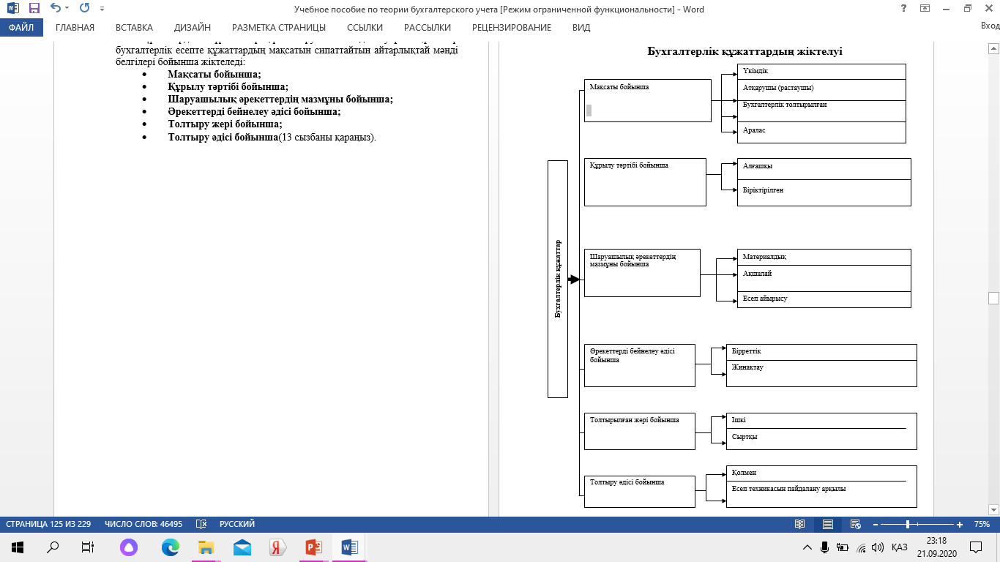 Учебное пособие по теории бухгалтерского учета [Режим ограниченной функциональности] - Word
ФАЙЛ ГЛАВНАЯ ВСТАВКА ДИЗАЙН РАЗМЕТКА СТРАНИЦЫ ССЫЛКИ РАССЫЛКИ РЕЦЕНЗИРОВАНИЕ ВИД Вход
бухгалтерлік есепте құжаттардың мақсатын сипаттайтын айтарлықтай мәнді
белгілері бойынша жіктеледі:
• Мақсаты бойынша;
• Құрылу тәртібі бойынша;
• Шаруашылық әрекеттердің мазмұны бойынша;
• Әрекеттерді бейнелеу әдісі бойынша;
• Толтыру жері бойынша;
• Толтыру әдісі бойынша(13 сызбаны қараңыз).
Бухгалтерлік құжаттардың жіктелуі
Бухгалтерлік құжаттар
Мақсаты бойынша
Үкімдік
Атқарушы (растаушы)
Бухгалтерлік толтырылған
Аралас
Құрылу тәртібі бойынша
Алғашқы
Біріктірілген
Шаруашылық әрекеттердің
мазмұны бойынша
Материалдық
Ақшалай
Есеп айырысу
Әрекеттерді бейнелеу әдісі
бойынша
Бірреттік
Жинақтау
Толтырылған жері бойынша
Ішкі
Сыртқы
Толтыру әдісі бойынша
Қолмен
Есеп техникасын пайдалану арқылы
СТРАНИЦА 125 ИЗ 229 ЧИСЛО СЛОВ: 46495 РУССКИЙ 75%
ҚАЗ
23:18
21.09.2020